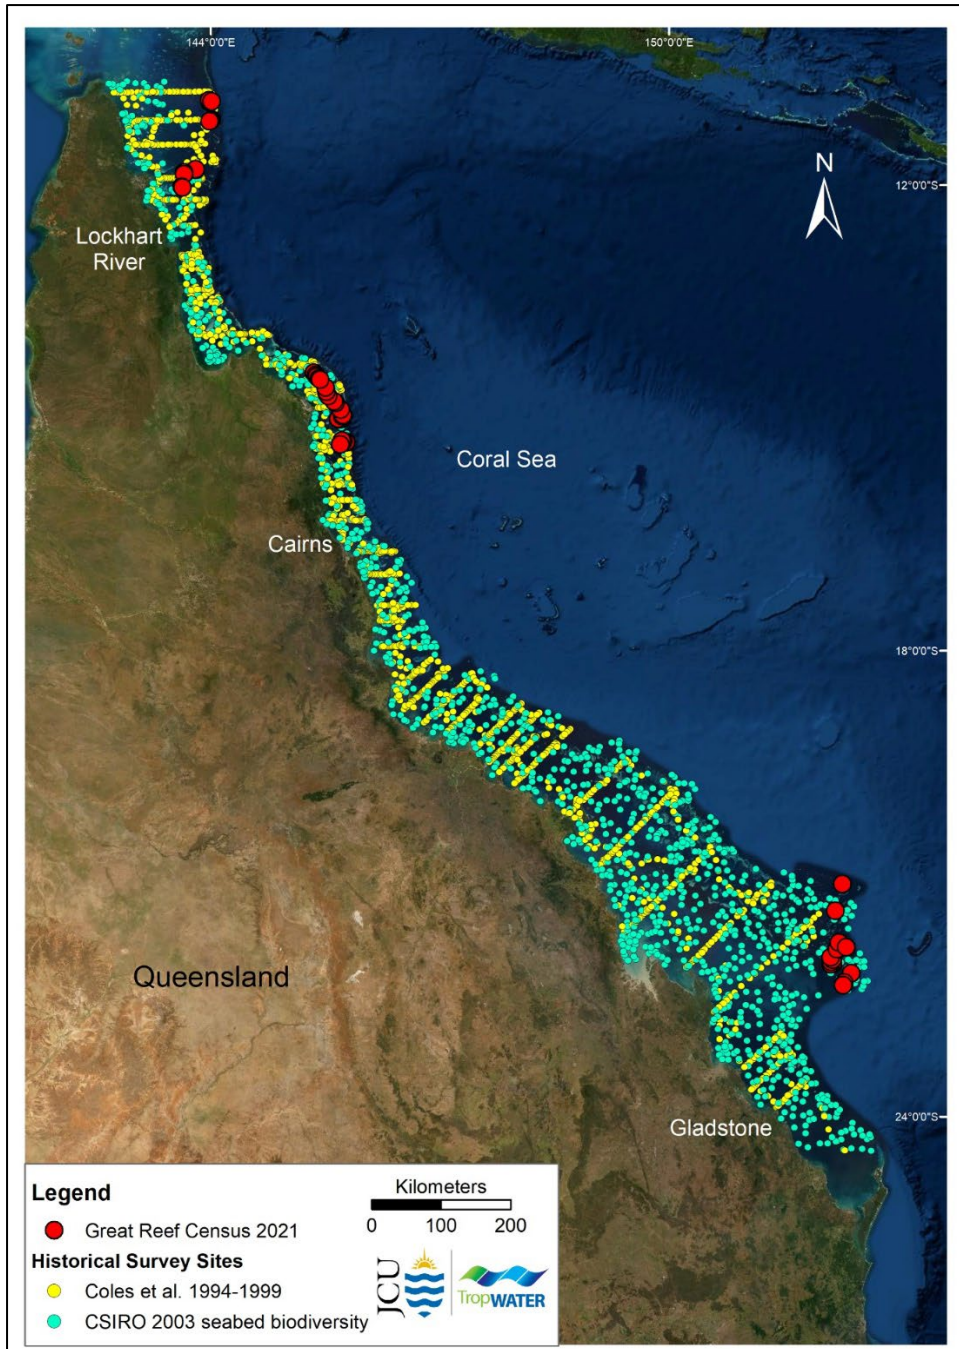 144°0'0"E
150°0'0"E
N
12°0'0"S
Lockhart
River
Coral Sea
Cairns
18°0'0"S
Queensland
24°0'0"S
Gladstone
Legend
Great Reef Census 2021
Historical Survey Sites
Coles et al. 1994-1999
CSIRO 2003 seabed biodiversity
Kilometers
0 100 200
JCU
TropWATER